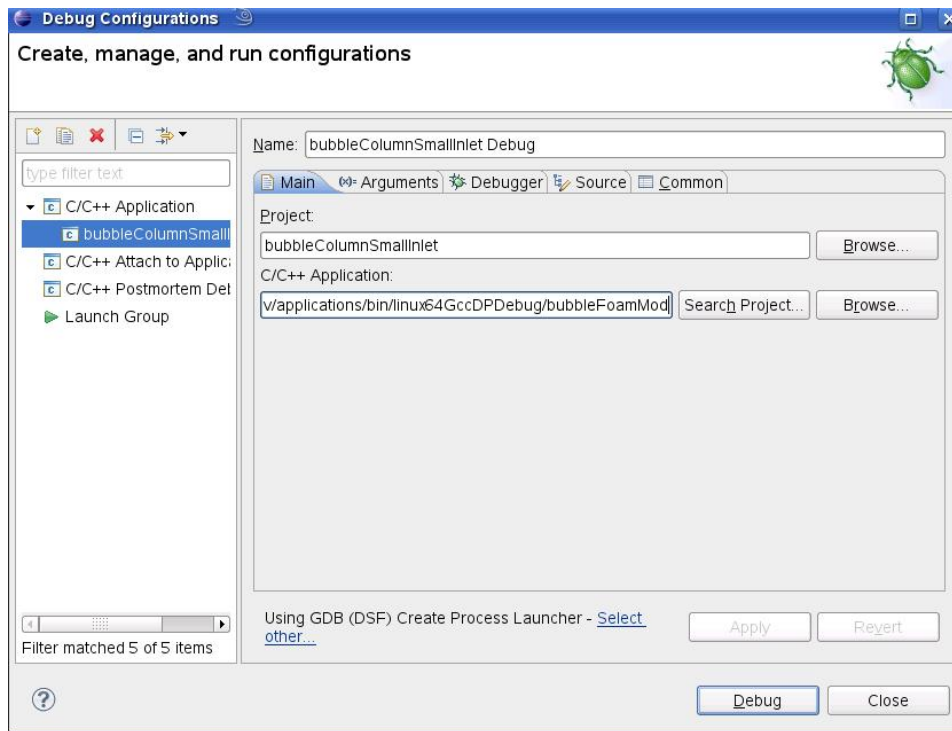 Debug Configurations
Create, manage, and run configurations
type filter text
C/C++ Application
bubbleColumnSmallI
C/C++ Attach to Applic
C/C++ Postmortem Del
Launch Group
Filter matched 5 of 5 items
Name: bubbleColumnSmallInlet Debug
Main (x)= Arguments Debugger Source Common
Project:
bubbleColumnSmallInlet Browse...
C/C++ Application:
v/applications/bin/linux64GccDPDebug/bubbleFoamMod Search Project... Browse...
Using GDB (DSF) Create Process Launcher - Select
other...
Apply Revert
Debug Close